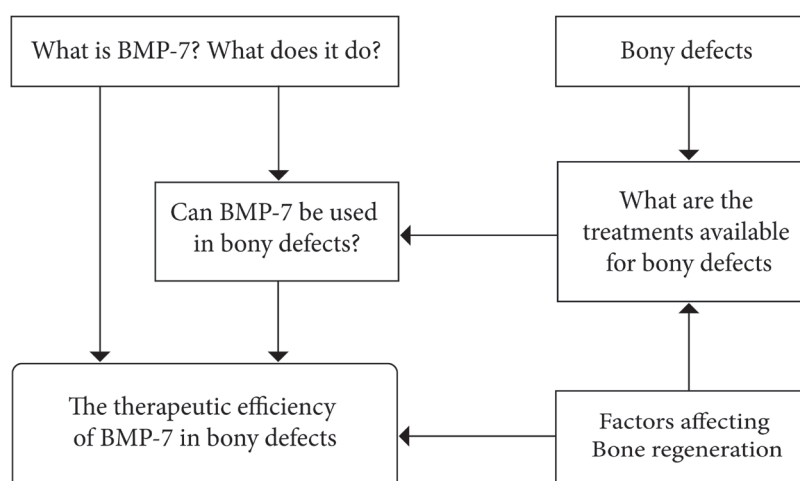 What is BMP-7? What does it do?
Bony defects
Can BMP-7 be used
in bony defects?
What are the
treatments available
for bony defects
The therapeutic efficiency
of BMP-7 in bony defects
Factors affecting
Bone regeneration